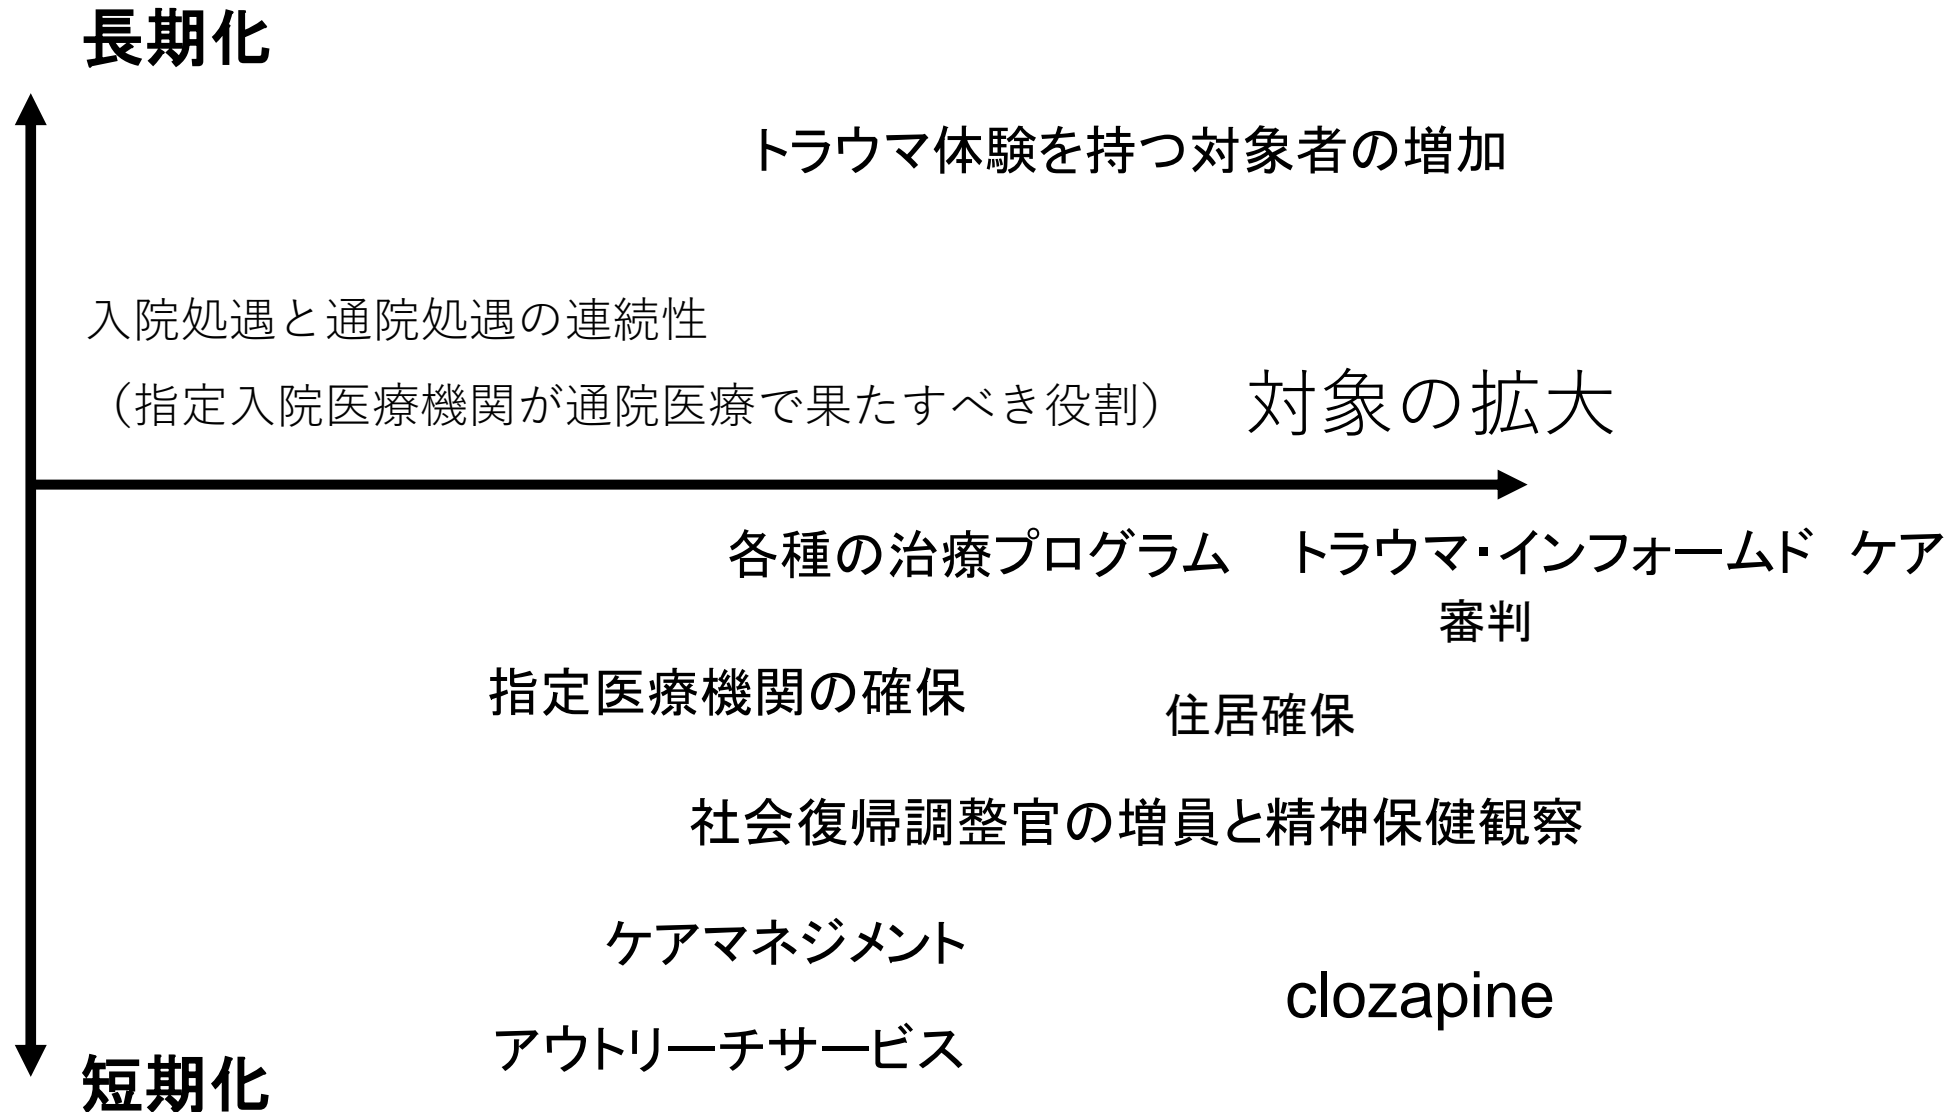 長期化
トラウマ体験を持つ対象者の増加
入院処遇と通院処遇の連続性
（指定入院医療機関が通院医療で果たすべき役割）
対象の拡大
各種の治療プログラム
トラウマ・インフォームド　ケア
審判
指定医療機関の確保
住居確保
社会復帰調整官の増員と精神保健観察
ケアマネジメント
clozapine
アウトリーチサービス
短期化